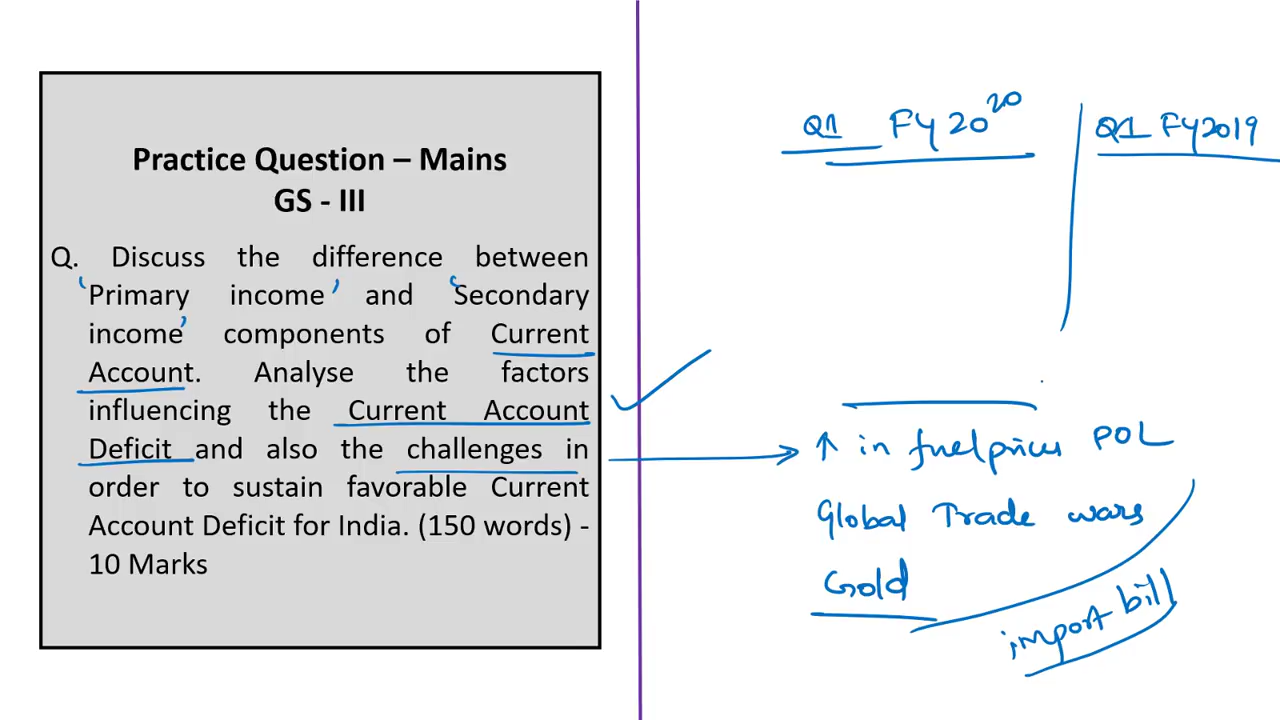 Practice Question – Mains
GS - III
Q. Discuss the difference between
'Primary income' and 'Secondary
income' components of Current
Account. Analyse the factors
influencing the Current Account
Deficit and also the challenges in
order to sustain favorable Current
Account Deficit for India. (150 words) -
10 Marks
Q1 FY 2020
Q1 FY2019
↑ in fuel prices POL
Global Trade wars
Gold
import bill